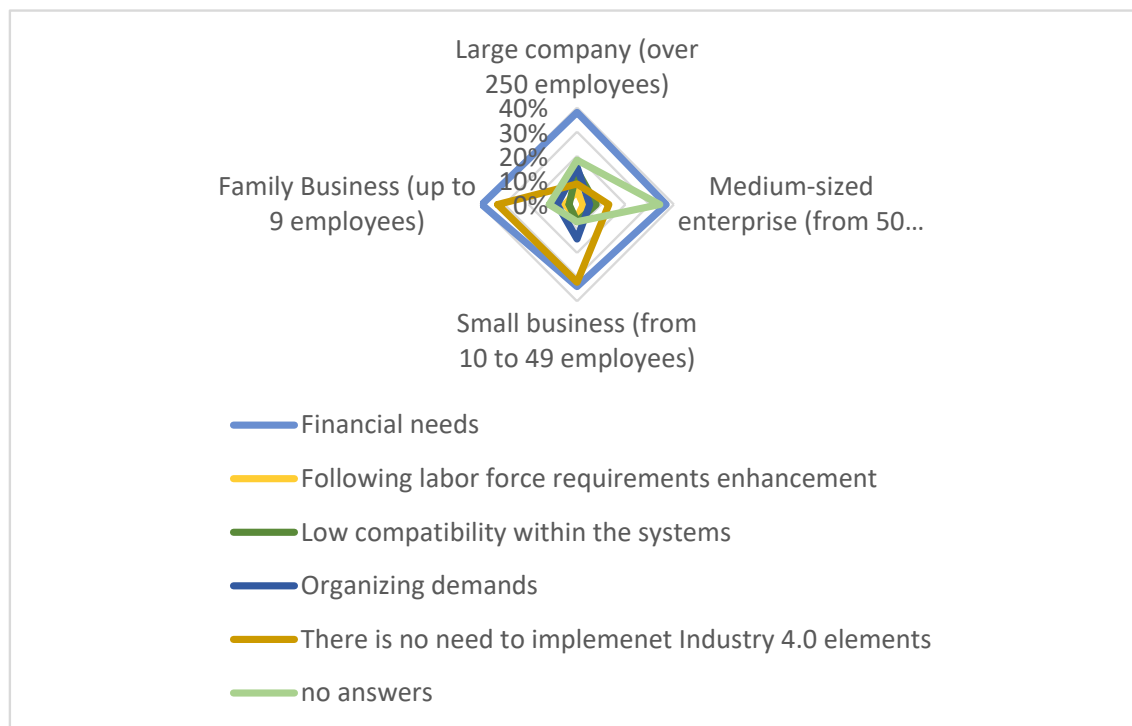 Large company (over
250 employees)
40%
30%
20%
10%
0%
Family Business (up to
9 employees)
Medium-sized
enterprise (from 50...
Small business (from
10 to 49 employees)
Financial needs
Following labor force requirements enhancement
Low compatibility within the systems
Organizing demands
There is no need to implemenet Industry 4.0 elements
no answers